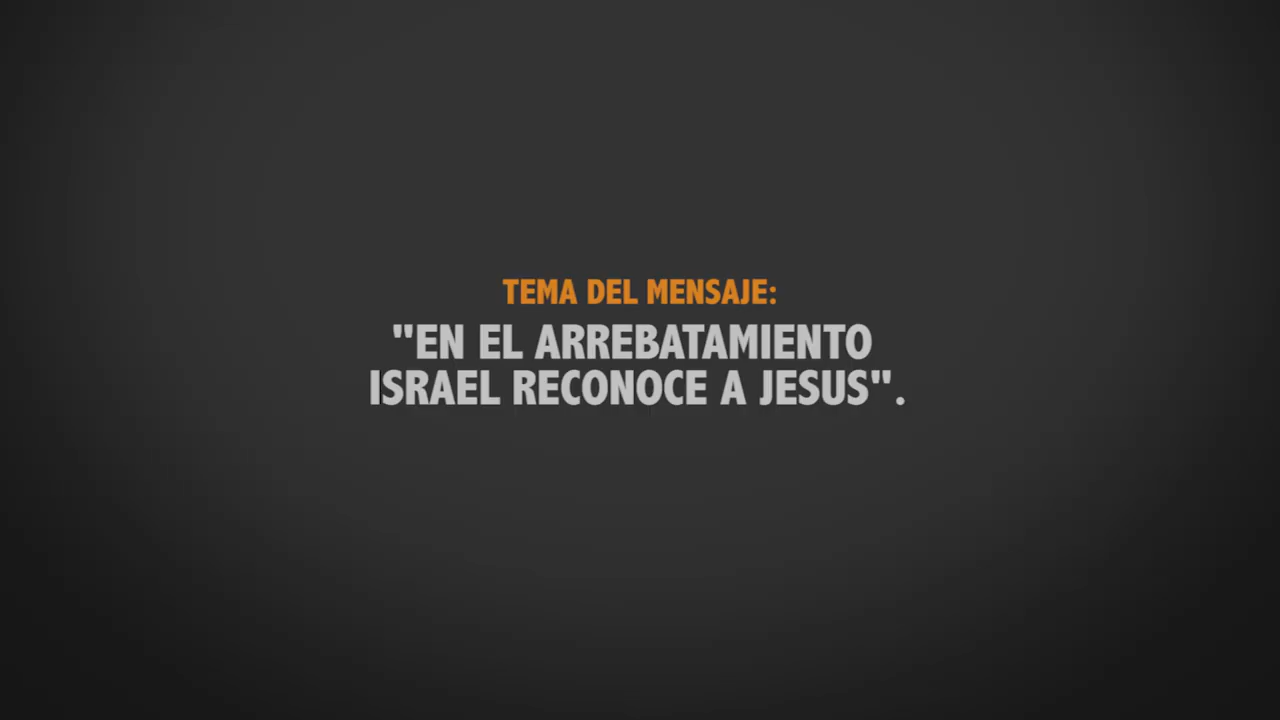 TEMA DEL MENSAJE:
"EN EL ARREBATAMIENTO
ISRAEL RECONOCE A JESUS".